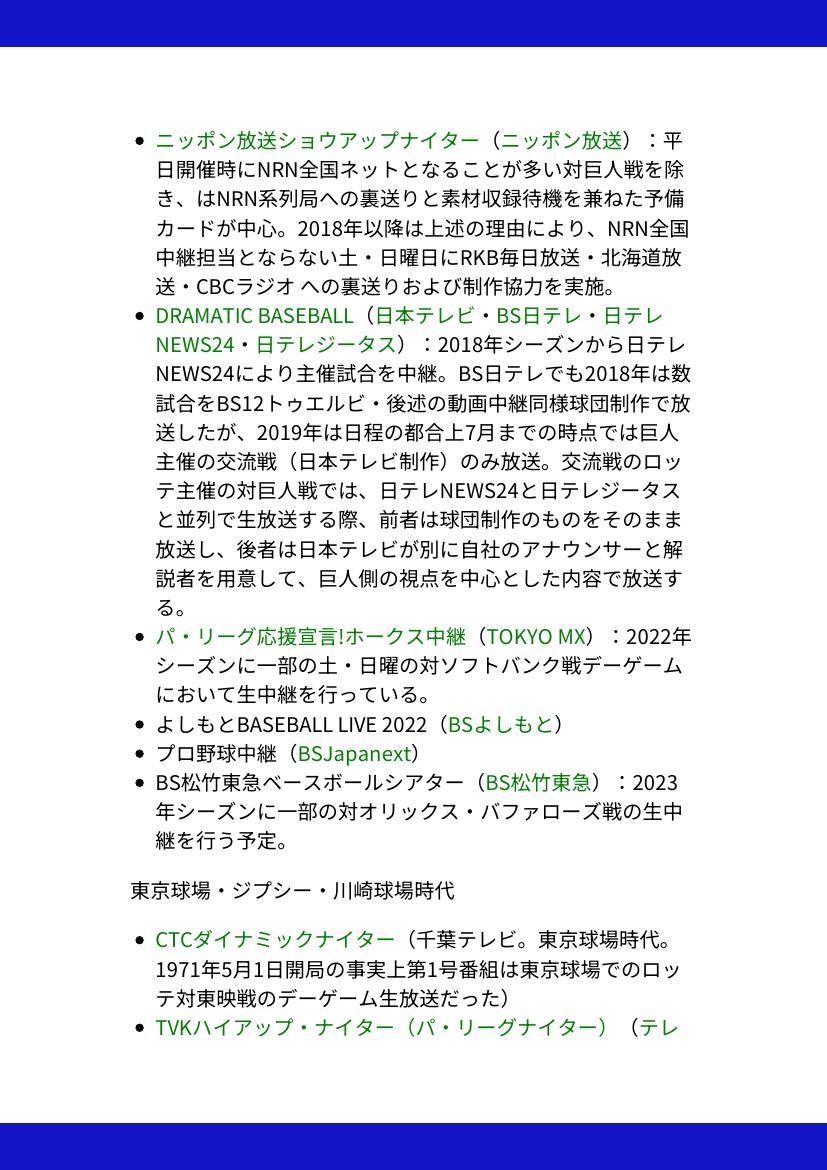 ニッポン放送ショウアップナイター（ニッポン放送）：平
日開催時にNRN全国ネットとなることが多い対巨人戦を除
き、はNRN系列局への裏送りと素材収録待機を兼ねた予備
カードが中心。2018年以降は上述の理由により、NRN全国
中継担当とならない土・日曜日にRKB毎日放送・北海道放
送・CBCラジオ への裏送りおよび制作協力を実施。
DRAMATIC BASEBALL（日本テレビ・BS日テレ・日テレ
NEWS24・日テレジータス）：2018年シーズンから日テレ
NEWS24により主催試合を中継。BS日テレでも2018年は数
試合をBS12トゥエルビ・後述の動画中継同様球団制作で放
送したが、2019年は日程の都合上7月までの時点では巨人
主催の交流戦（日本テレビ制作）のみ放送。交流戦のロッ
テ主催の対巨人戦では、日テレNEWS24と日テレジータス
と並列で生放送する際、前者は球団制作のものをそのまま
放送し、後者は日本テレビが別に自社のアナウンサーと解
説者を用意して、巨人側の視点を中心とした内容で放送す
る。
パ・リーグ応援宣言!ホークス中継（TOKYO MX）：2022年
シーズンに一部の土・日曜の対ソフトバンク戦デーゲーム
において生中継を行っている。
よしもとBASEBALL LIVE 2022（BSよしもと）
プロ野球中継（BSJapanext）
BS松竹東急ベースボールシアター（BS松竹東急）：2023
年シーズンに一部の対オリックス・バファローズ戦の生中
継を行う予定。
東京球場・ジプシー・川崎球場時代
CTCダイナミックナイター（千葉テレビ。東京球場時代。
1971年5月1日開局の事実上第1号番組は東京球場でのロッ
テ対東映戦のデーゲーム生放送だった）
TVKハイアップ・ナイター（パ・リーグナイター）（テレ